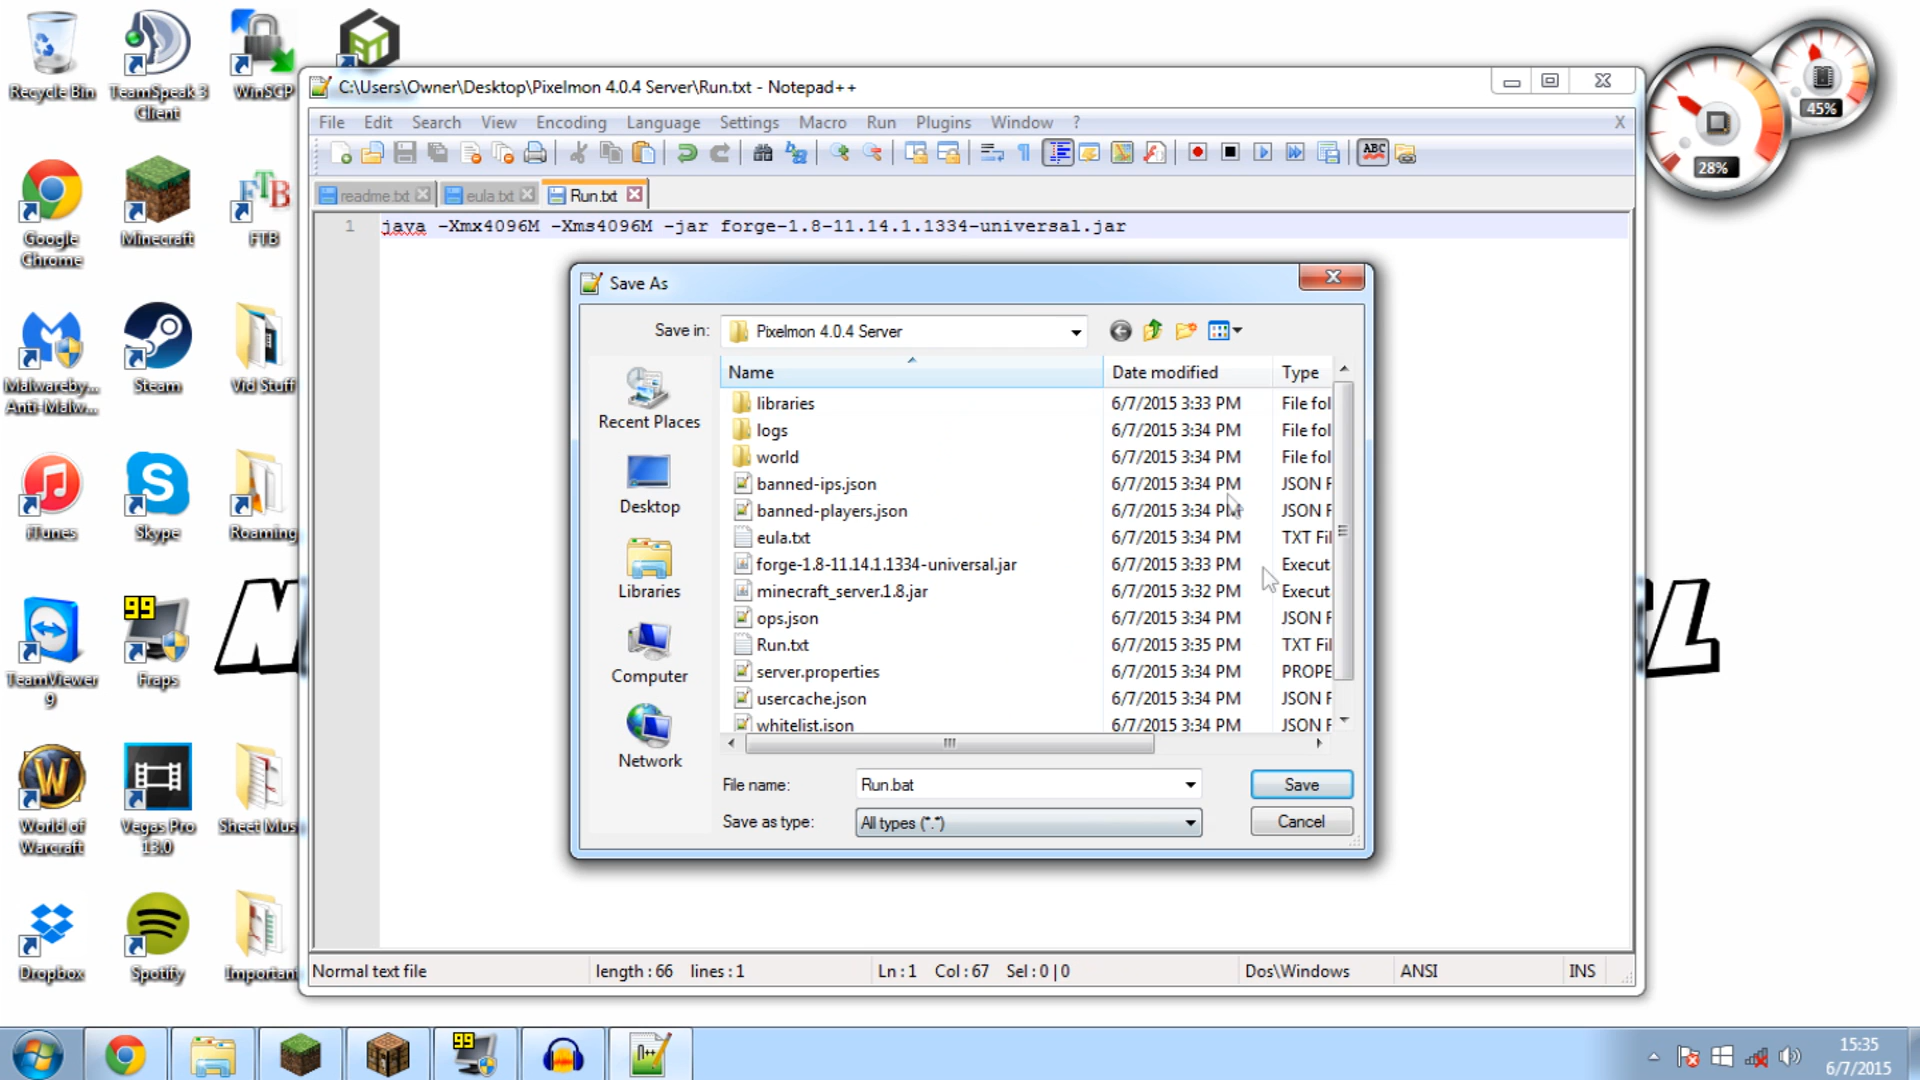 Recycle Bin
TeamSpeak 3 Client
WinSCP
C:\Users\Owner\Desktop\Pixelmon 4.0.4 Server\Run.txt - Notepad++
45%
28%
File Edit Search View Encoding Language Settings Macro Run Plugins Window ? X
ABC
readme.txt eula.txt Run.txt
1 java -Xmx4096M -Xms4096M -jar forge-1.8-11.14.1.1334-universal.jar
Google Chrome
Minecraft
FTB
Save As
Save in: Pixelmon 4.0.4 Server
Name Date modified Type
libraries 6/7/2015 3:33 PM File fol
logs 6/7/2015 3:34 PM File fol
world 6/7/2015 3:34 PM File fol
banned-ips.json 6/7/2015 3:34 PM JSON F
banned-players.json 6/7/2015 3:34 PM JSON F
eula.txt 6/7/2015 3:34 PM TXT Fil
forge-1.8-11.14.1.1334-universal.jar 6/7/2015 3:33 PM Execut
minecraft_server.1.8.jar 6/7/2015 3:32 PM Execut
ops.json 6/7/2015 3:34 PM JSON F
Run.txt 6/7/2015 3:35 PM TXT Fil
server.properties 6/7/2015 3:34 PM PROPE
usercache.json 6/7/2015 3:34 PM JSON F
whitelist.json 6/7/2015 3:34 PM JSON F
Recent Places
Desktop
Libraries
Computer
Network
File name: Run.bat Save
Save as type: All types (*.*) Cancel
Malwareby... Anti-Malw...
Steam
Vid Stuff
iTunes
Skype
Roaming
TeamViewer 9
99
Fraps
World of Warcraft
Vegas Pro 13.0
Sheet Mus
Dropbox
Spotify
Important
Normal text file length : 66 lines : 1 Ln : 1 Col : 67 Sel : 0 | 0 Dos\Windows ANSI INS
99
15:35
6/7/2015